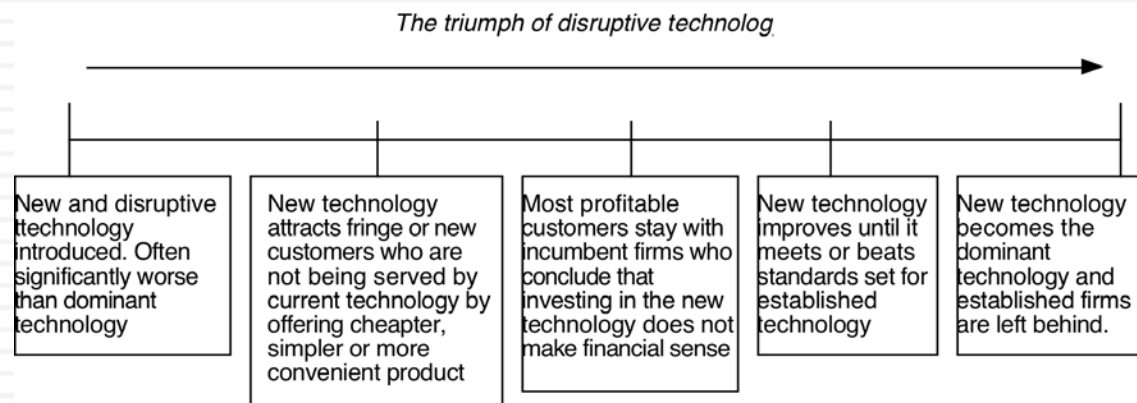 The triumph of disruptive technolog
New and disruptive
ttechnology
introduced. Often
significantly worse
than dominant
technology
New technology
attracts fringe or new
customers who are
not being served by
current technology by
offering cheapter,
simpler or more
convenient product
Most profitable
customers stay with
incumbent firms who
conclude that
investing in the new
technology does not
make financial sense
New technology
improves until it
meets or beats
standards set for
established
technology
New technology
becomes the
dominant
technology and
established firms
are left behind.